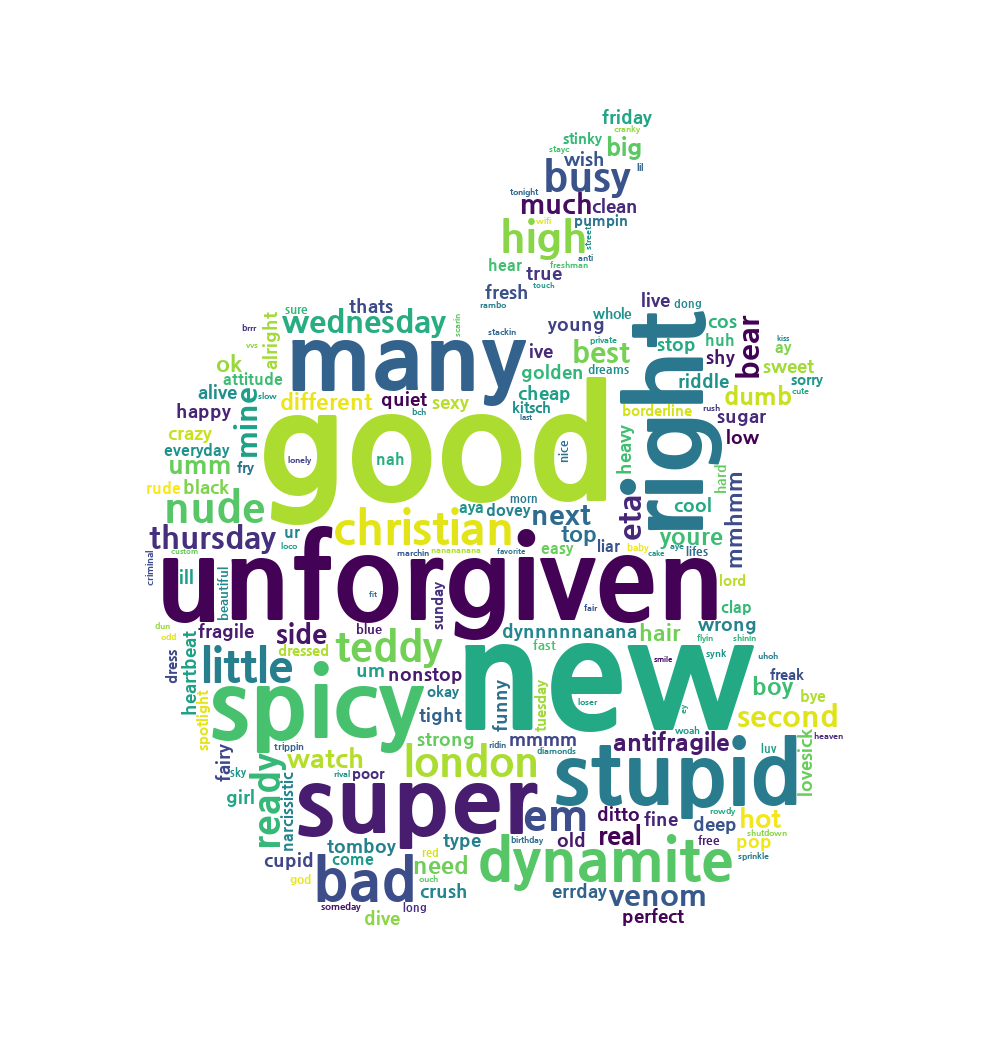 friday
cranky
stinky
big
stayc
wish
lil
busy
tonight
much
clean
wifi
pumpin
high
streets
anti
hear
freshman
true
touch
fresh
rambo
live
dong
thats
sure
whole
wednesday
scarin
young
cos
brrr
stackin
right
bear
alright
many
ive
private
best
stop
huh
kiss
ay
vvs
shy
ok
golden
dreams
sweet
attitude
riddle
sorry
alive
slow
mine
different
quiet
sexy
cheap
dumb
cute
happy
bch
kitsch
last
borderline
rush
sugar
crazy
good
low
everyday
lonely
nah
nice
heavy
umm
fry
hard
rude
black
morn
eta
mmhmm
nude
aya
dovey
cool
christian
next
thursday
ur
top
youre
loco
custom
marchin
nanananana
favorite
easy
liar
baby
cake
aye
lifes
criminal
ill
unforgiven
lord
beautiful
fit
sunday
fair
clap
dun
odd
fragile
side
blue
dynnnnnanana
hair
wrong
flyin
shinin
heartbeat
dressed
teddy
fast
new
smile
synk
uhoh
dress
little
um
nonstop
freak
boy
spotlight
spicy
okay
funny
tuesday
loser
ey
bye
tight
second
woah
heaven
fairy
trippin
strong
ridin
mmmm
diamonds
antifragile
luv
lovesick
ready
watch
london
stupid
sky
narcissistic
rival
poor
girl
super
em
ditto
fine
deep
rowdy
hot
real
shutdown
tomboy
type
birthday
old
free
pop
cupid
come
red
need
dynamite
sprinkle
god
bad
ouch
crush
errday
venom
someday
long
dive
perfect